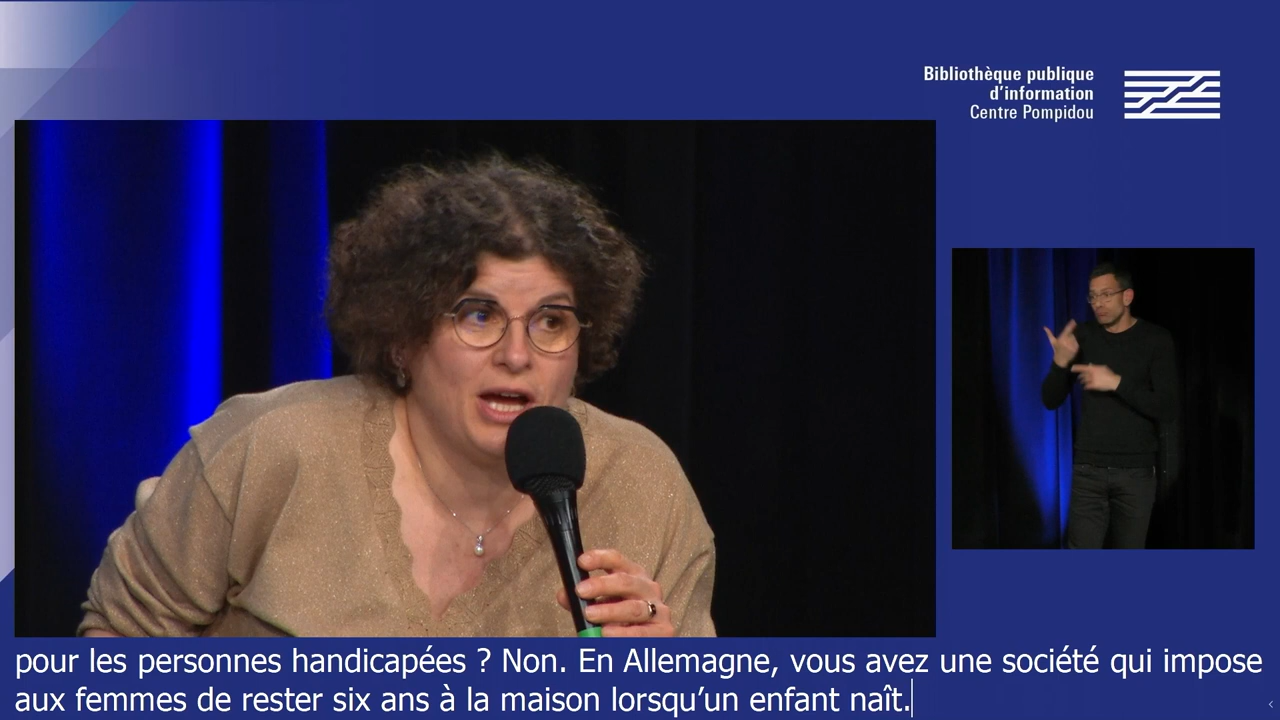 Bibliothèque publique
d'information
Centre Pompidou
pour les personnes handicapées ? Non. En Allemagne, vous avez une société qui impose
aux femmes de rester six ans à la maison lorsqu'un enfant naît.